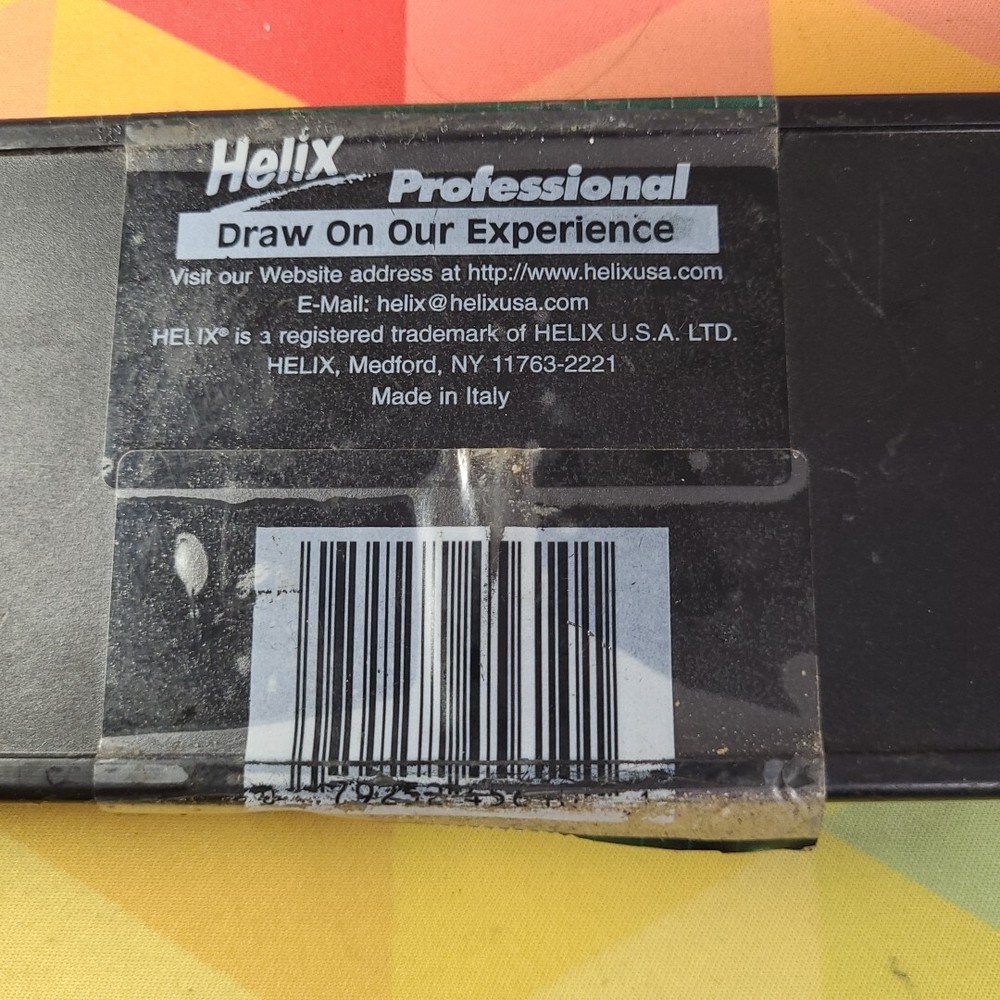 Helix
Professional
Draw On Our Experience
Visit our Website address at http://www.helixusa.com
E-Mail: helix@helixusa.com
HELIX® is a registered trademark of HELIX U.S.A. LTD.
HELIX, Medford, NY 11763-2221
Made in Italy
79252